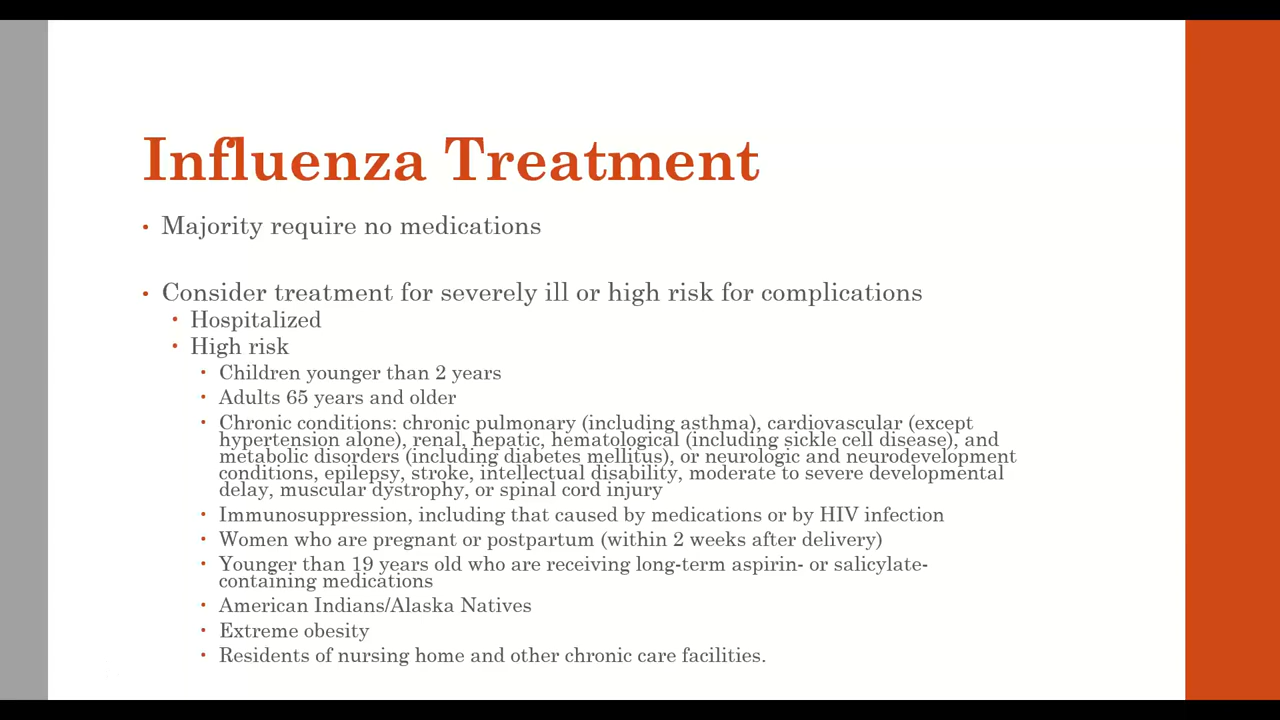 Influenza Treatment
• Majority require no medications
• Consider treatment for severely ill or high risk for complications
• Hospitalized
• High risk
• Children younger than 2 years
• Adults 65 years and older
• Chronic conditions: chronic pulmonary (including asthma), cardiovascular (except
hypertension alone), renal, hepatic, hematological (including sickle cell disease), and
metabolic disorders (including diabetes mellitus), or neurologic and neurodevelopment
conditions, epilepsy, stroke, intellectual disability, moderate to severe developmental
delay, muscular dystrophy, or spinal cord injury
• Immunosuppression, including that caused by medications or by HIV infection
• Women who are pregnant or postpartum (within 2 weeks after delivery)
• Younger than 19 years old who are receiving long-term aspirin- or salicylate-
containing medications
• American Indians/Alaska Natives
• Extreme obesity
• Residents of nursing home and other chronic care facilities.